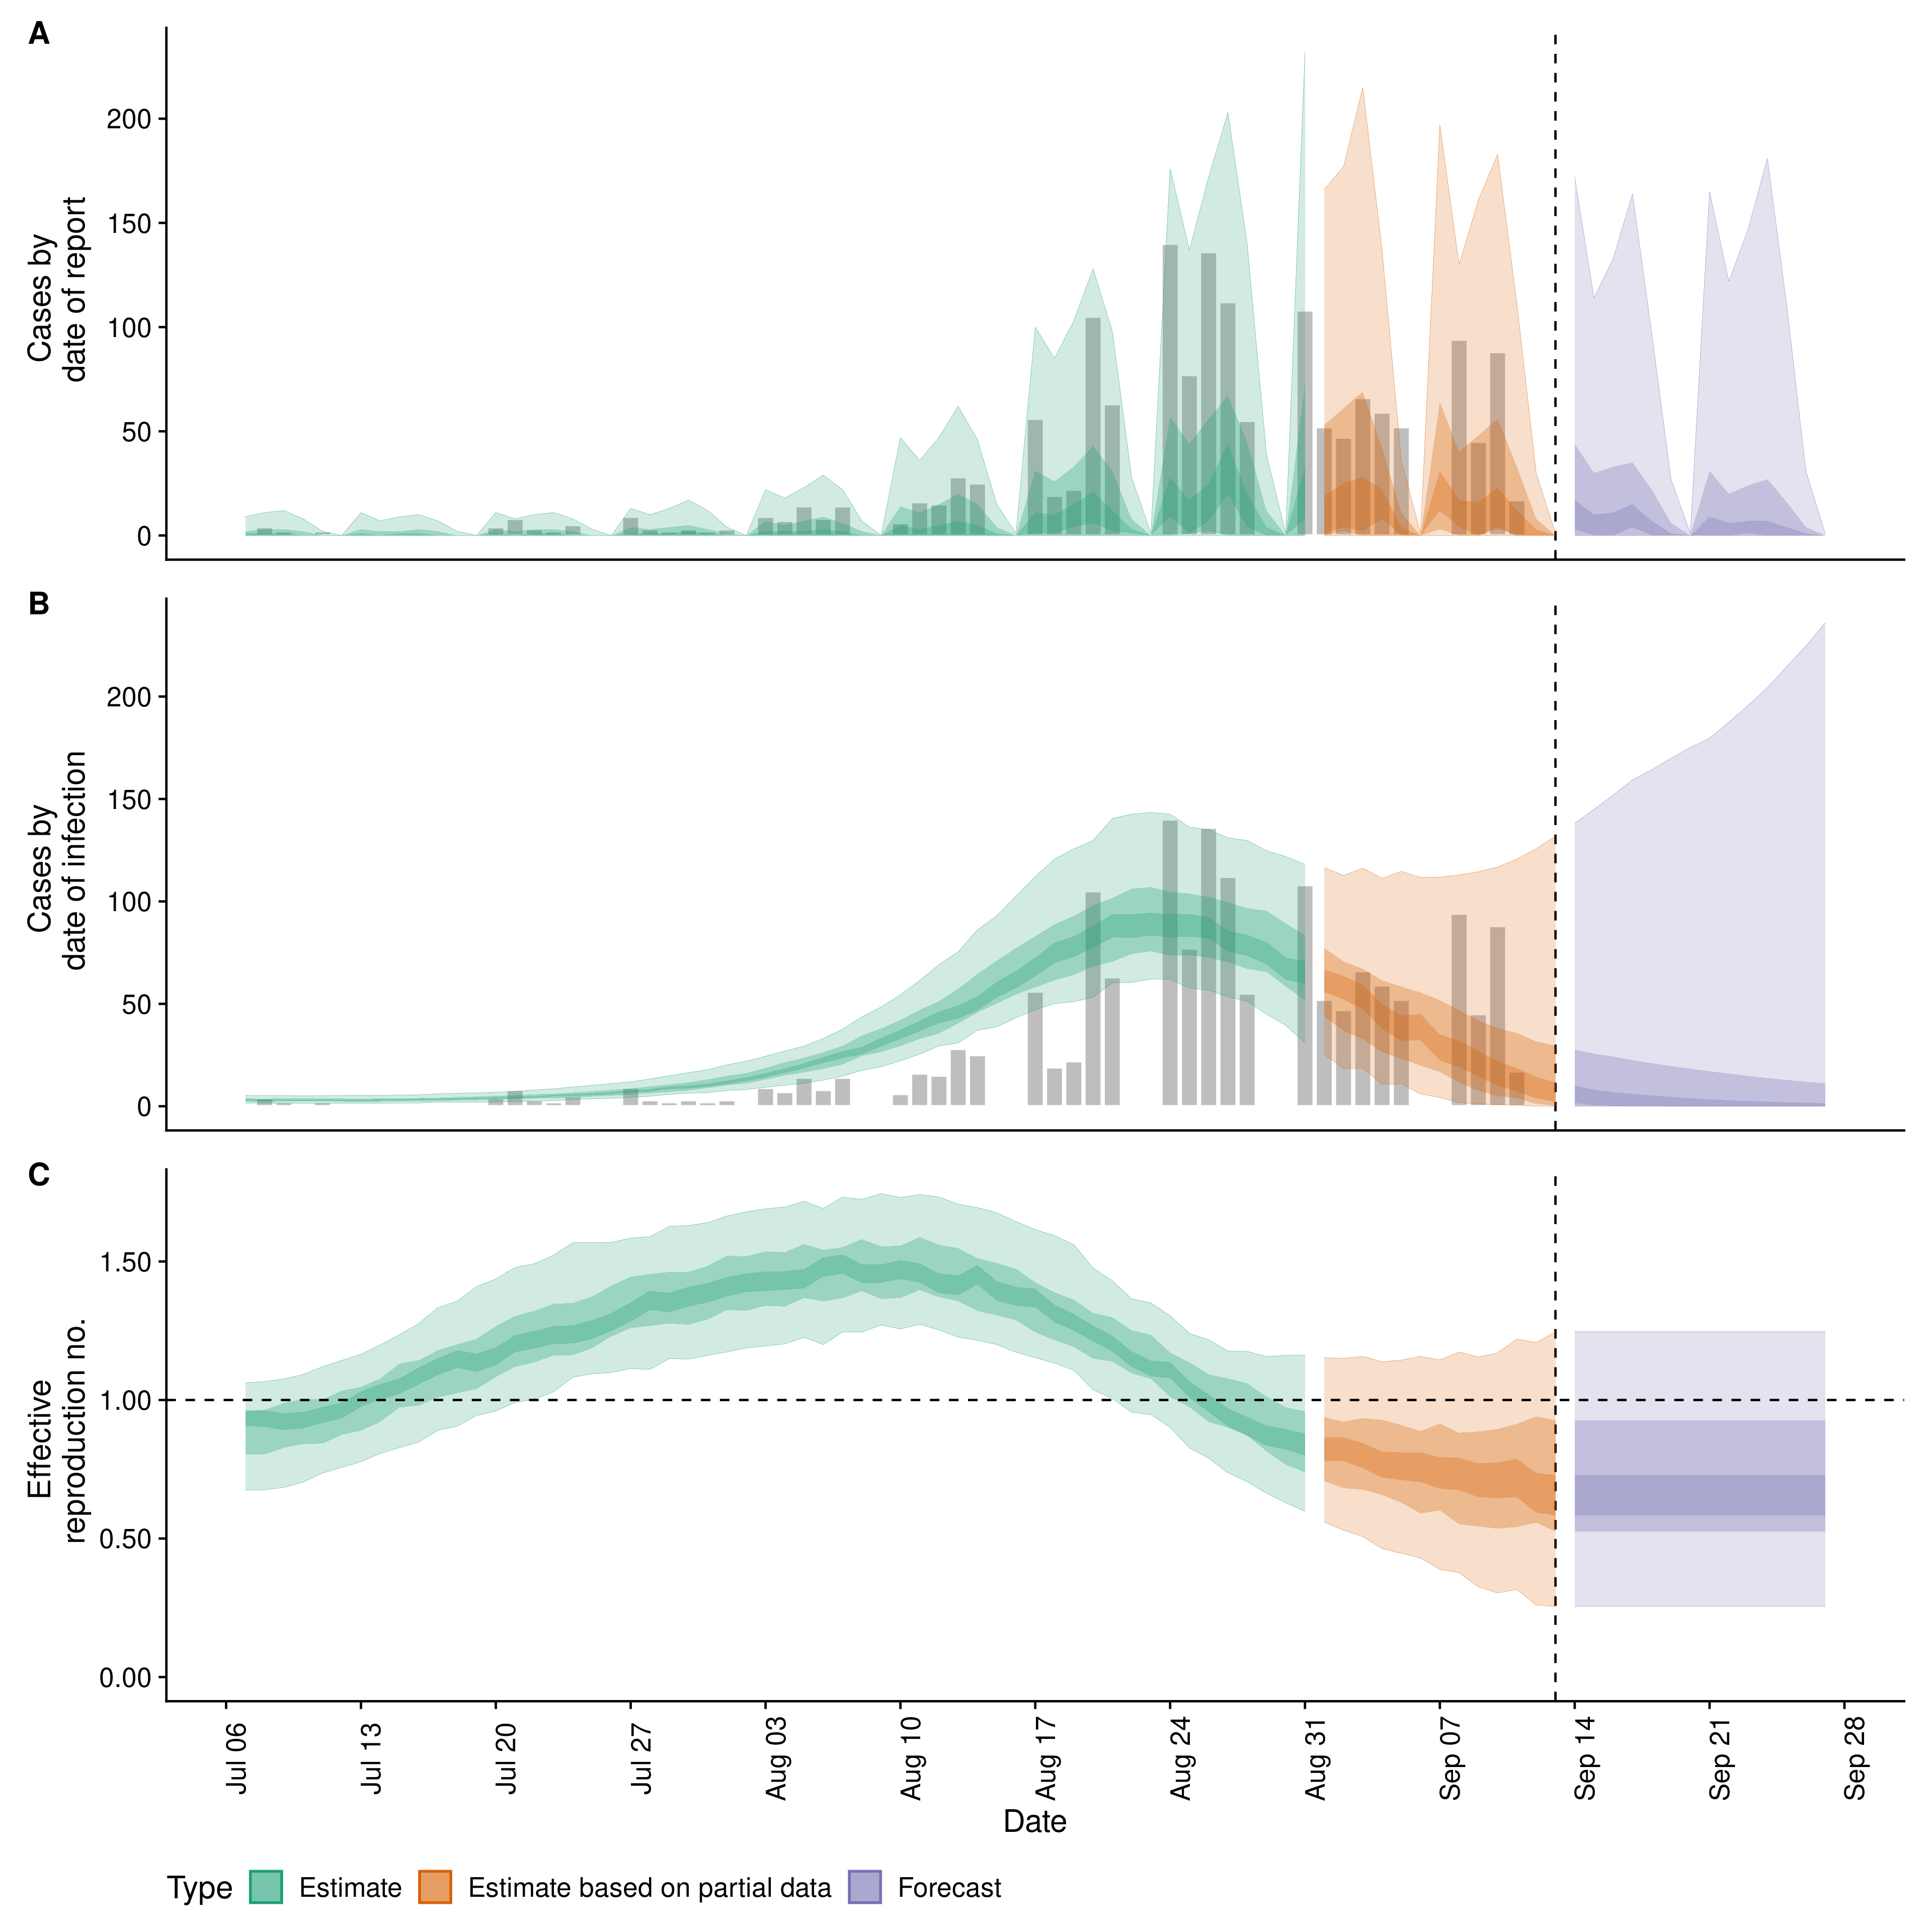 A
Cases by
date of report
200
150
100
50
0
B
Cases by
date of infection
200
150
100
50
0
C
Effective
reproduction no.
1.50
1.00
0.50
0.00
Jul 06
Jul 13
Jul 20
Jul 27
Aug 03
Aug 10
Aug 17
Aug 24
Aug 31
Sep 07
Sep 14
Sep 21
Sep 28
Date
Type Estimate Estimate based on partial data Forecast